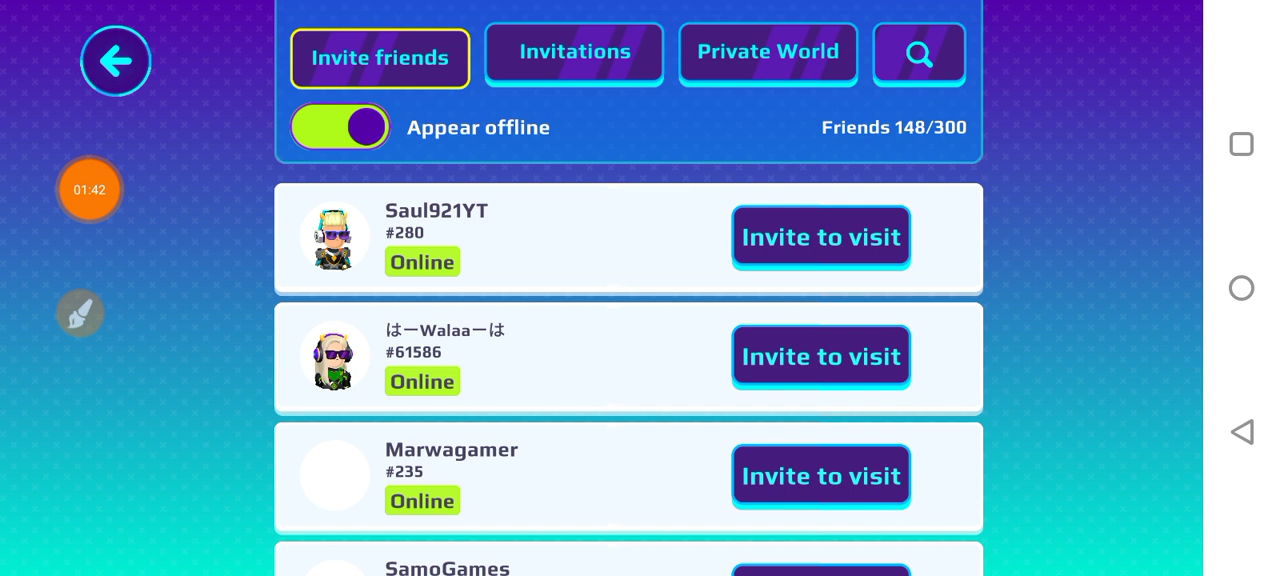 Invite friends
Invitations
Private World
Appear offline
Friends 148/300
01:42
Saul921YT
#280
Online
Invite to visit
はーWalaaーは
#61586
Online
Invite to visit
Marwagamer
#235
Online
Invite to visit
SamoGames